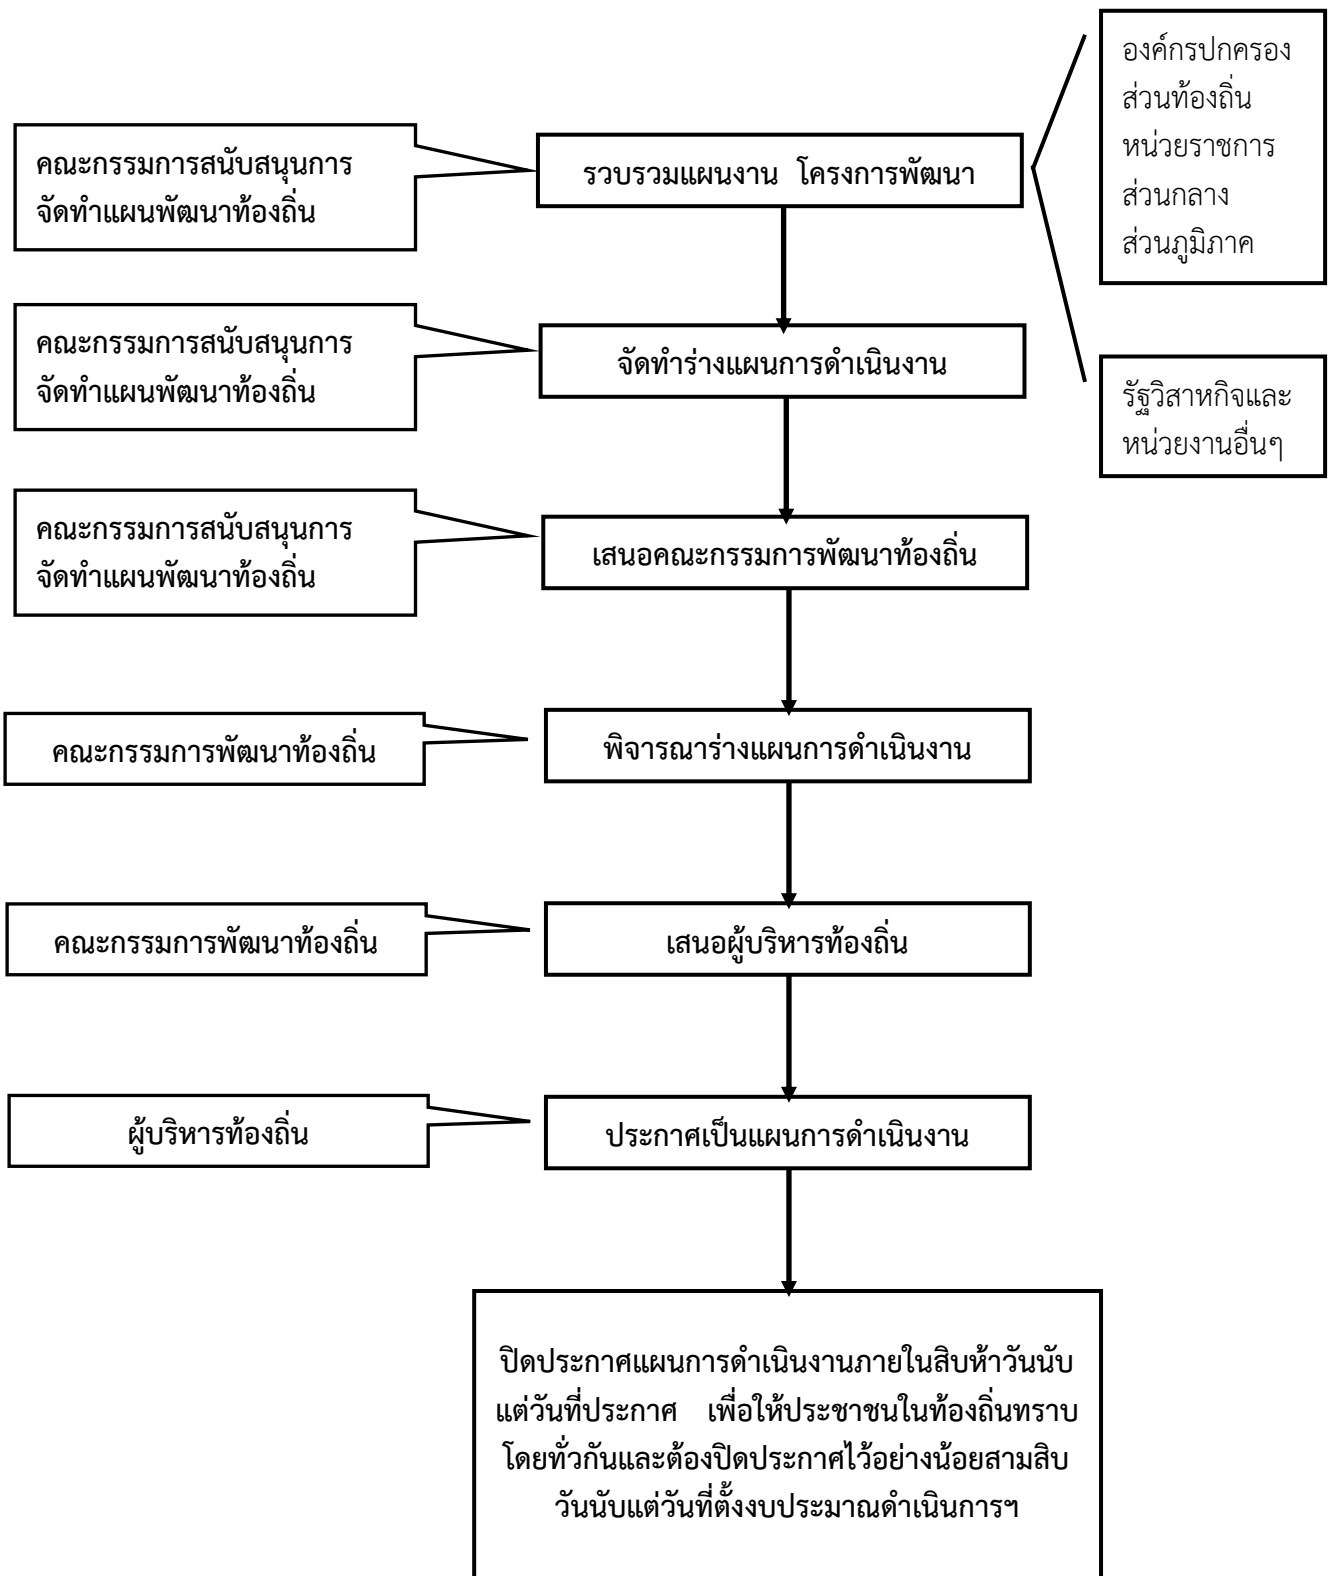 องค์กรปกครอง
ส่วนท้องถิ่น
หน่วยราชการ
ส่วนกลาง
ส่วนภูมิภาค
คณะกรรมการสนับสนุนการ
จัดทำแผนพัฒนาท้องถิ่น
รวบรวมแผนงาน โครงการพัฒนา
คณะกรรมการสนับสนุนการ
จัดทำแผนพัฒนาท้องถิ่น
จัดทำร่างแผนการดำเนินงาน
รัฐวิสาหกิจและ
หน่วยงานอื่นๆ
คณะกรรมการสนับสนุนการ
จัดทำแผนพัฒนาท้องถิ่น
เสนอคณะกรรมการพัฒนาท้องถิ่น
คณะกรรมการพัฒนาท้องถิ่น
พิจารณาร่างแผนการดำเนินงาน
คณะกรรมการพัฒนาท้องถิ่น
เสนอผู้บริหารท้องถิ่น
ผู้บริหารท้องถิ่น
ประกาศเป็นแผนการดำเนินงาน
ปิดประกาศแผนการดำเนินงานภายในสิบห้าวันนับ
แต่วันที่ประกาศ เพื่อให้ประชาชนในท้องถิ่นทราบ
โดยทั่วกันและต้องปิดประกาศไว้อย่างน้อยสามสิบ
วันนับแต่วันที่ตั้งงบประมาณดำเนินการฯ